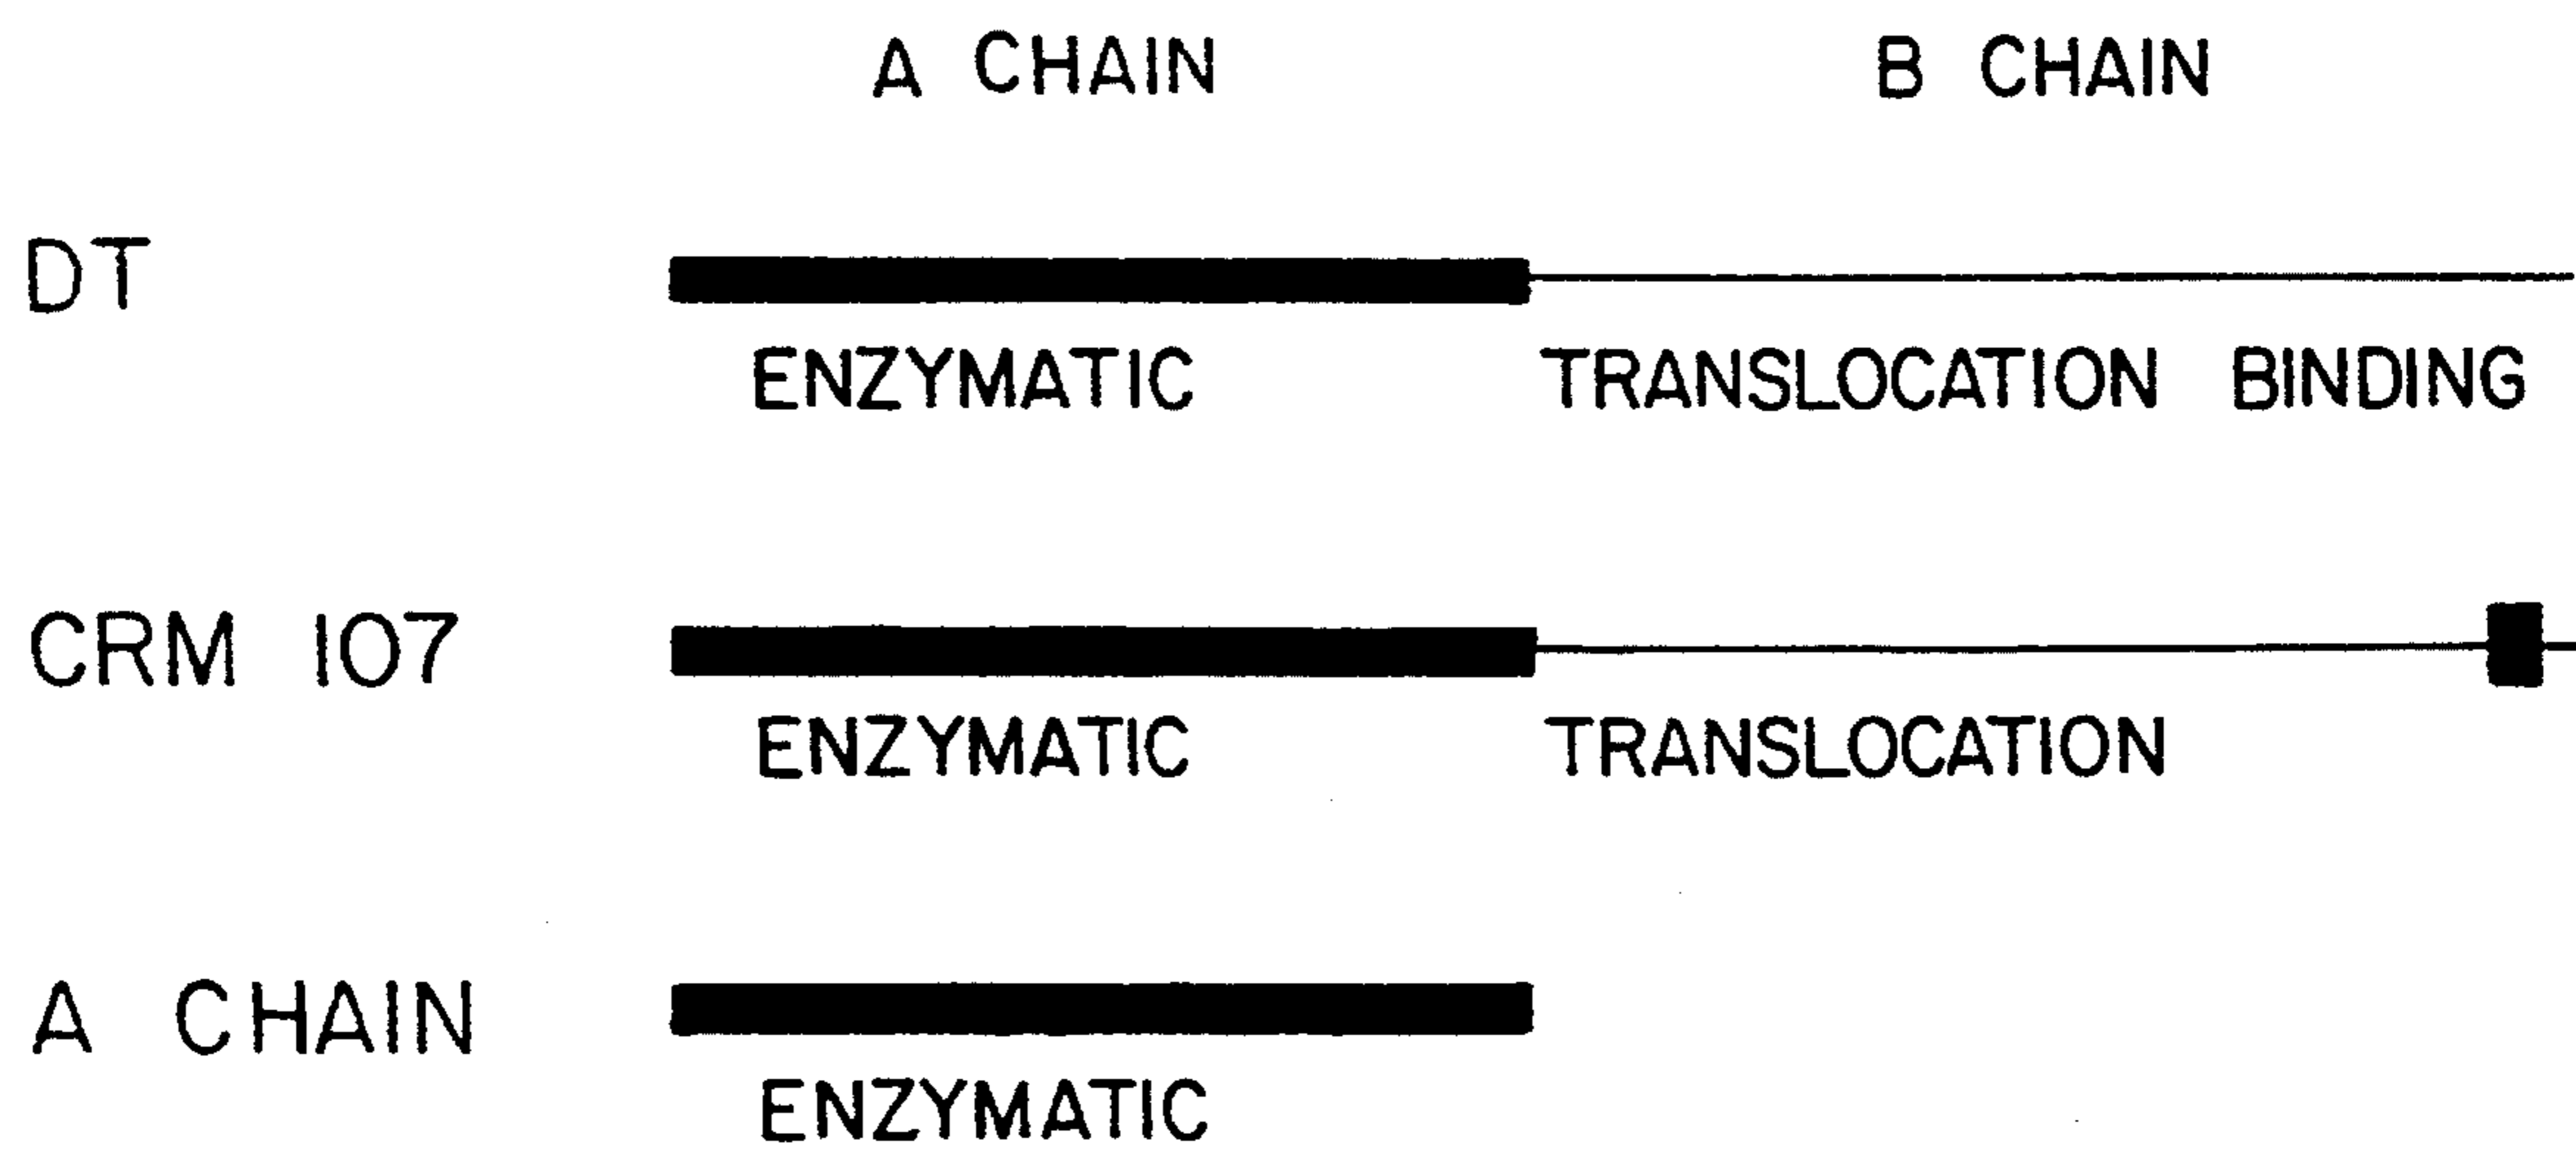 A CHAIN B CHAIN
DT
ENZYMATIC TRANSLOCATION BINDING
CRM 107
ENZYMATIC TRANSLOCATION
A CHAIN
ENZYMATIC